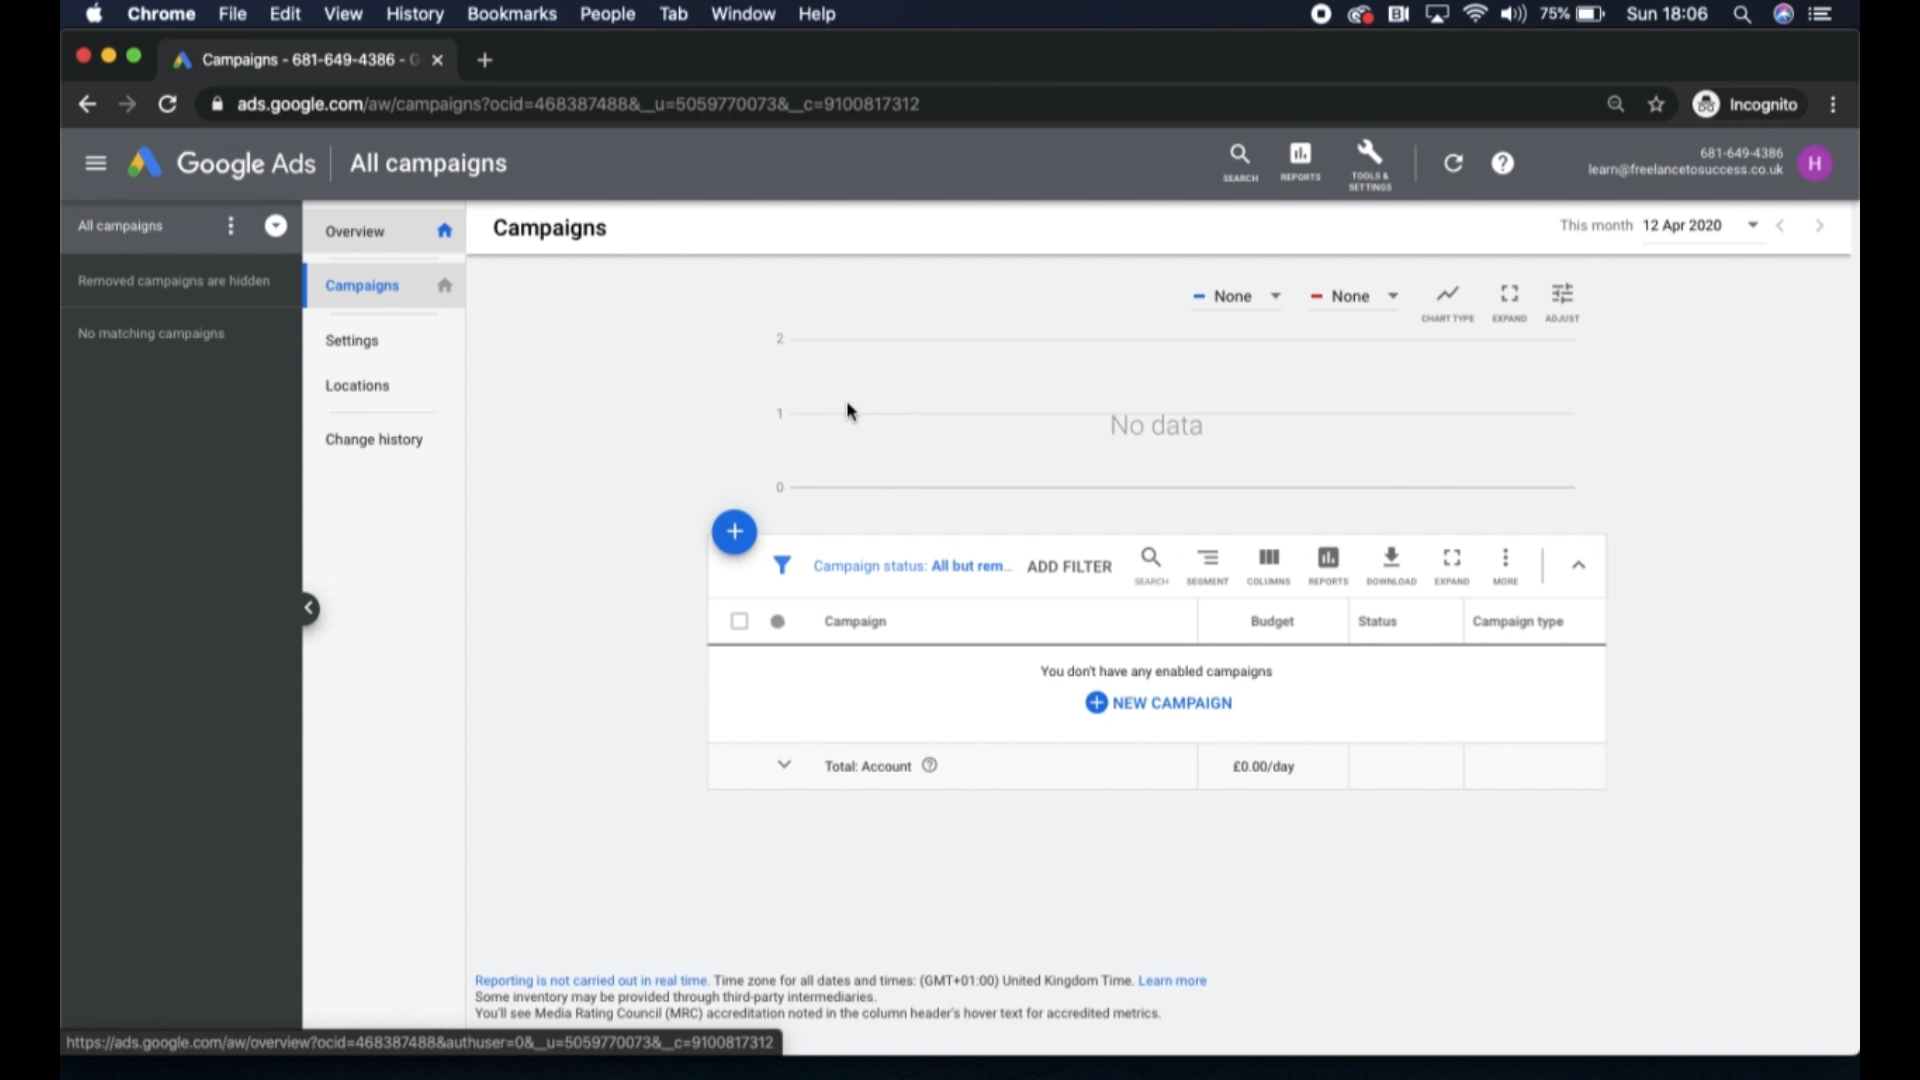 Chrome File Edit View History Bookmarks People Tab Window Help 75% Sun 18:06
Campaigns - 681-649-4386 - G
ads.google.com/aw/campaigns?ocid=468387488&__u=5059770073&__c=9100817312 Incognito
Google Ads All campaigns
SEARCH REPORTS TOOLS & SETTINGS
681-649-4386
learn@freelancetosuccess.co.uk
H
All campaigns
Removed campaigns are hidden
No matching campaigns
Overview
Campaigns
Settings
Locations
Change history
Campaigns
This month 12 Apr 2020
None None
CHART TYPE EXPAND ADJUST
2
1
0
No data
Campaign status: All but rem... ADD FILTER
SEARCH SEGMENT COLUMNS REPORTS DOWNLOAD EXPAND MORE
Campaign Budget Status Campaign type
You don't have any enabled campaigns
NEW CAMPAIGN
Total: Account £0.00/day
Reporting is not carried out in real time. Time zone for all dates and times: (GMT+01:00) United Kingdom Time. Learn more
Some inventory may be provided through third-party intermediaries.
You'll see Media Rating Council (MRC) accreditation noted in the column header's hover text for accredited metrics.
https://ads.google.com/aw/overview?ocid=468387488&authuser=0&__u=5059770073&__c=9100817312